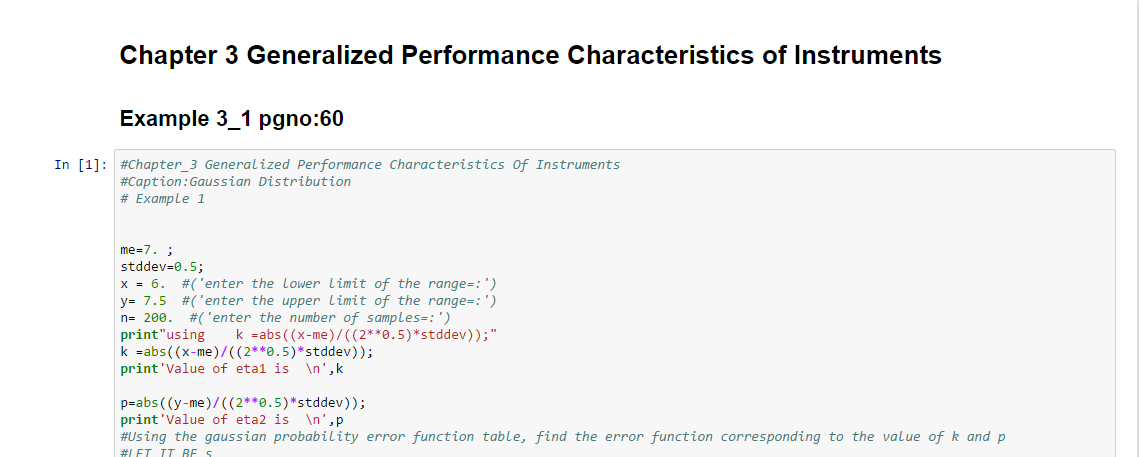 Chapter 3 Generalized Performance Characteristics of Instruments
Example 3_1 pgno:60
In [1]: #Chapter_3 Generalized Performance Characteristics Of Instruments
#Caption:Gaussian Distribution
# Example 1
me=7. ;
stddev=0.5;
x = 6.  #('enter the lower limit of the range=:')
y= 7.5  #('enter the upper limit of the range=:')
n= 200.  #('enter the number of samples=:')
print"using    k =abs((x-me)/((2**0.5)*stddev));"
k =abs((x-me)/((2**0.5)*stddev));
print'Value of eta1 is  \n',k
p=abs((y-me)/((2**0.5)*stddev));
print'Value of eta2 is  \n',p
#Using the gaussian probability error function table, find the error function corresponding to the value of k and p
#LET IT BE s